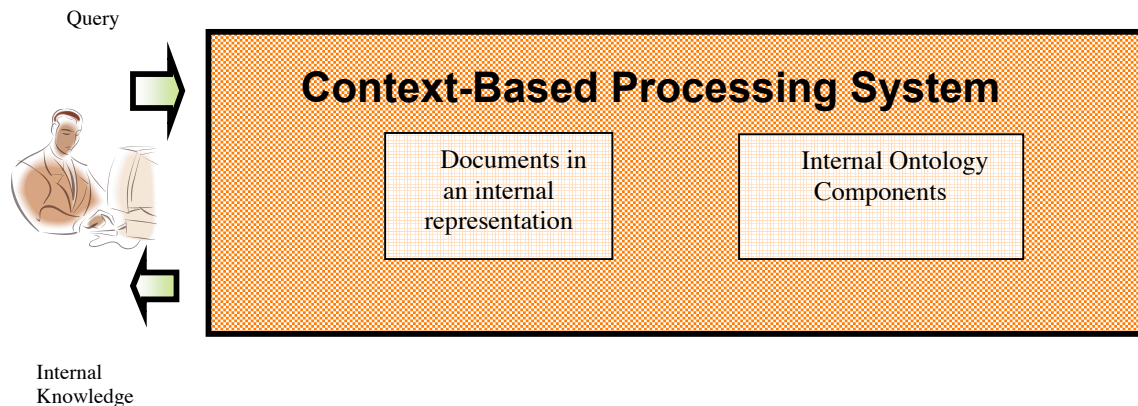 Query
Context-Based Processing System
Documents in
an internal
representation
Internal Ontology
Components
Internal
Knowledge